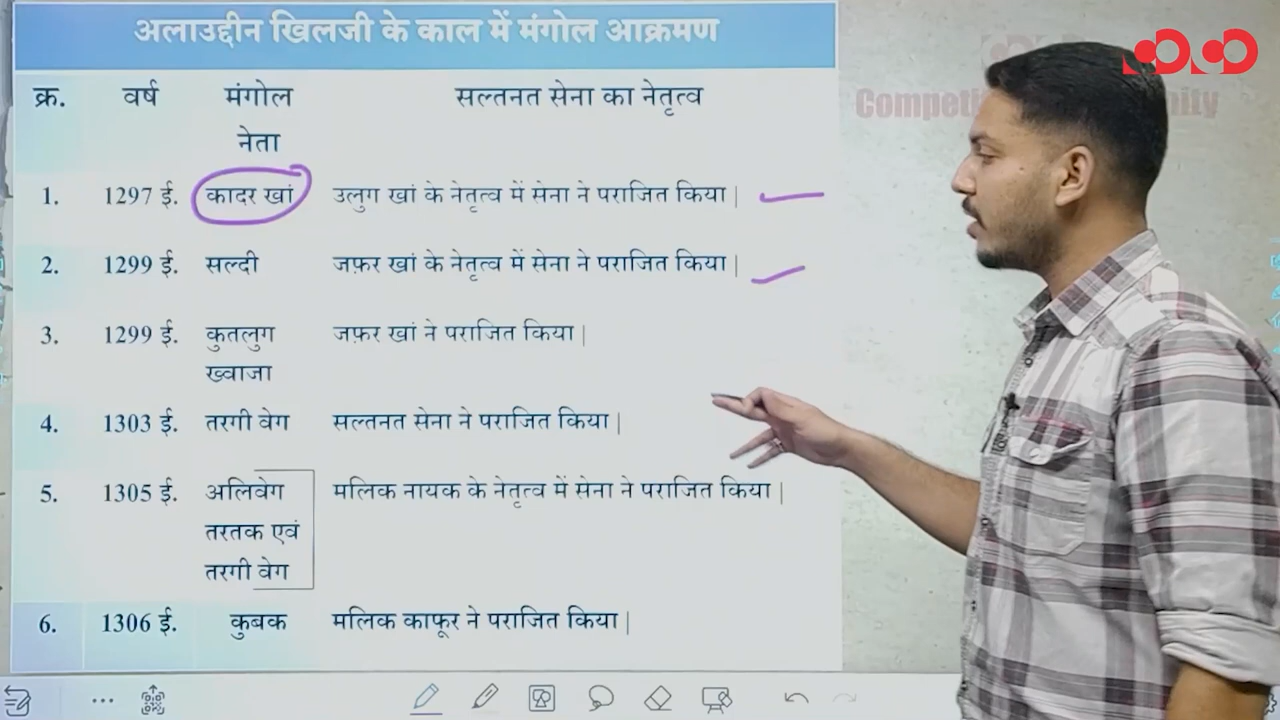 अलाउद्दीन खिलजी के काल में मंगोल आक्रमण
क्र. वर्ष मंगोल नेता सल्तनत सेना का नेतृत्व
1. 1297 ई. कादर खां उलुग खां के नेतृत्व में सेना ने पराजित किया|
2. 1299 ई. सल्दी जफ़र खां के नेतृत्व में सेना ने पराजित किया|
3. 1299 ई. कुतलुग ख्वाजा जफ़र खां ने पराजित किया|
4. 1303 ई. तरगी वेग सल्तनत सेना ने पराजित किया|
5. 1305 ई. अलिवेग तरतक एवं तरगी वेग मलिक नायक के नेतृत्व में सेना ने पराजित किया|
6. 1306 ई. कुबक मलिक काफूर ने पराजित किया|